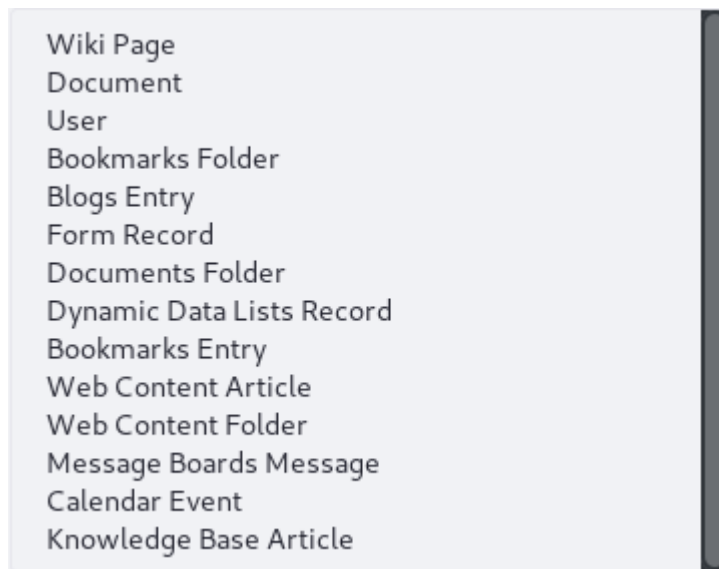 Wiki Page
Document
User
Bookmarks Folder
Blogs Entry
Form Record
Documents Folder
Dynamic Data Lists Record
Bookmarks Entry
Web Content Article
Web Content Folder
Message Boards Message
Calendar Event
Knowledge Base Article